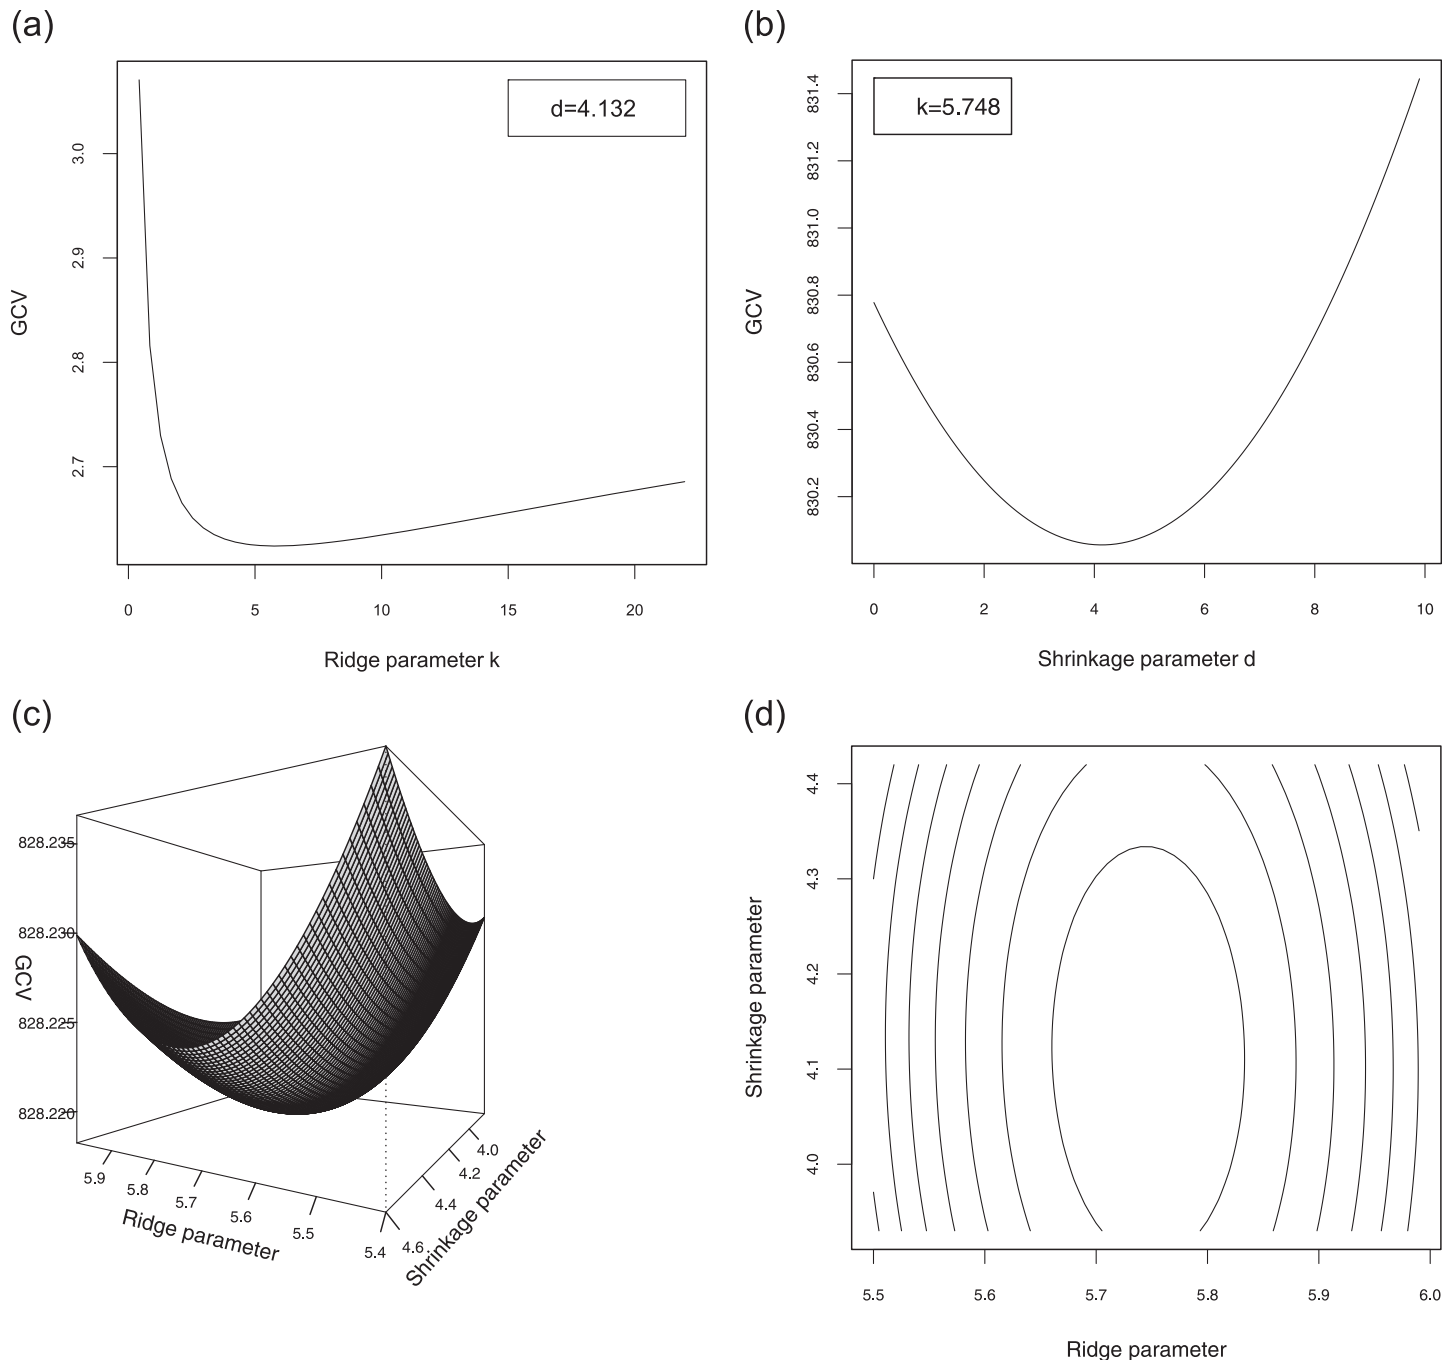 (a)
d=4.132
GCV
3.0
2.9
2.8
2.7
0 5 10 15 20
Ridge parameter k
(b)
k=5.748
GCV
831.4
831.2
831.0
830.8
830.6
830.4
830.2
0 2 4 6 8 10
Shrinkage parameter d
(c)
828.235
828.230
GCV
828.225
828.220
5.9 5.8 5.7 5.6 5.5 5.4
Ridge parameter
4.0
4.2
4.4
4.6
Shrinkage parameter
(d)
Shrinkage parameter
4.4
4.3
4.2
4.1
4.0
5.5 5.6 5.7 5.8 5.9 6.0
Ridge parameter